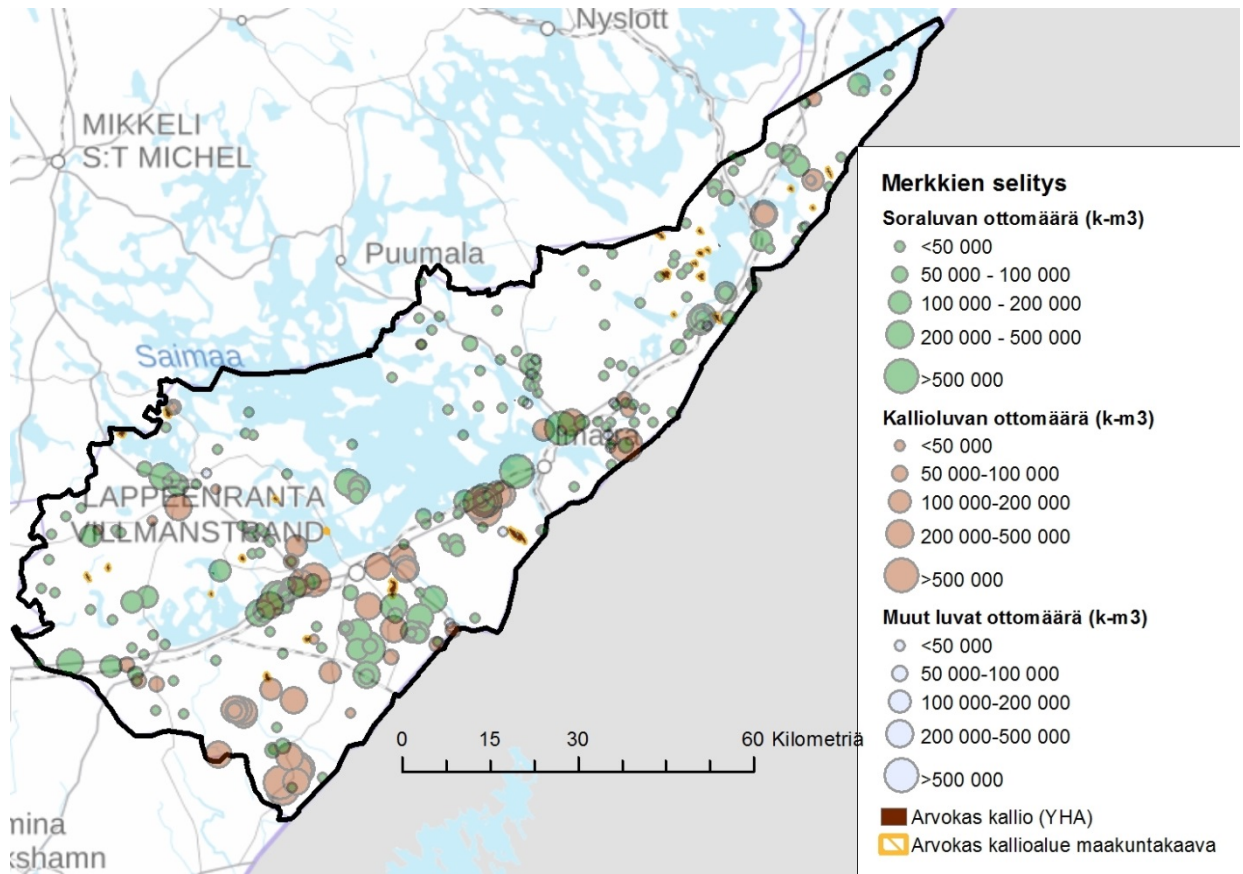 Nyslott
MIKKELI
S:T MICHEL
Puumala
Saimaa
Imatra
LAPPEENRANTA
VILLMANSTRAND
mina
kshamn
0 15 30 60 Kilometriä
Merkkien selitys
Soraluvan ottomäärä (k-m3)
<50 000
50 000 - 100 000
100 000 - 200 000
200 000 - 500 000
>500 000
Kallioluvan ottomäärä (k-m3)
<50 000
50 000-100 000
100 000-200 000
200 000-500 000
>500 000
Muut luvat ottomäärä (k-m3)
<50 000
50 000-100 000
100 000-200 000
200 000-500 000
>500 000
Arvokas kallio (YHA)
Arvokas kallioalue maakuntakaava